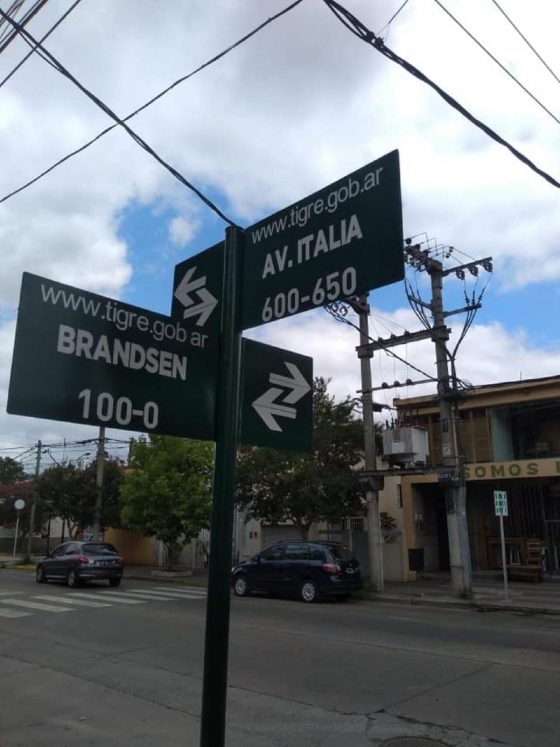 www.tigre.gob.ar
AV. ITALIA
600-650
www.tigre.gob ar
BRANDSEN
100-0
SOMOS